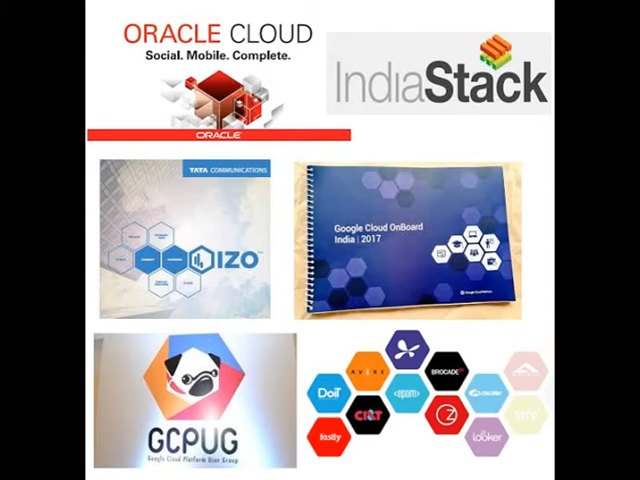 ORACLE CLOUD
Social. Mobile. Complete.
ORACLE
IndiaStack
TATA COMMUNICATIONS
IZO
Google Cloud OnBoard
India | 2017
Google Cloud Platform
GCPUG
Google Cloud Platform User Group
AVERE
BROCADE
DoiT
epam
zscaler
C&T
fastly
looker